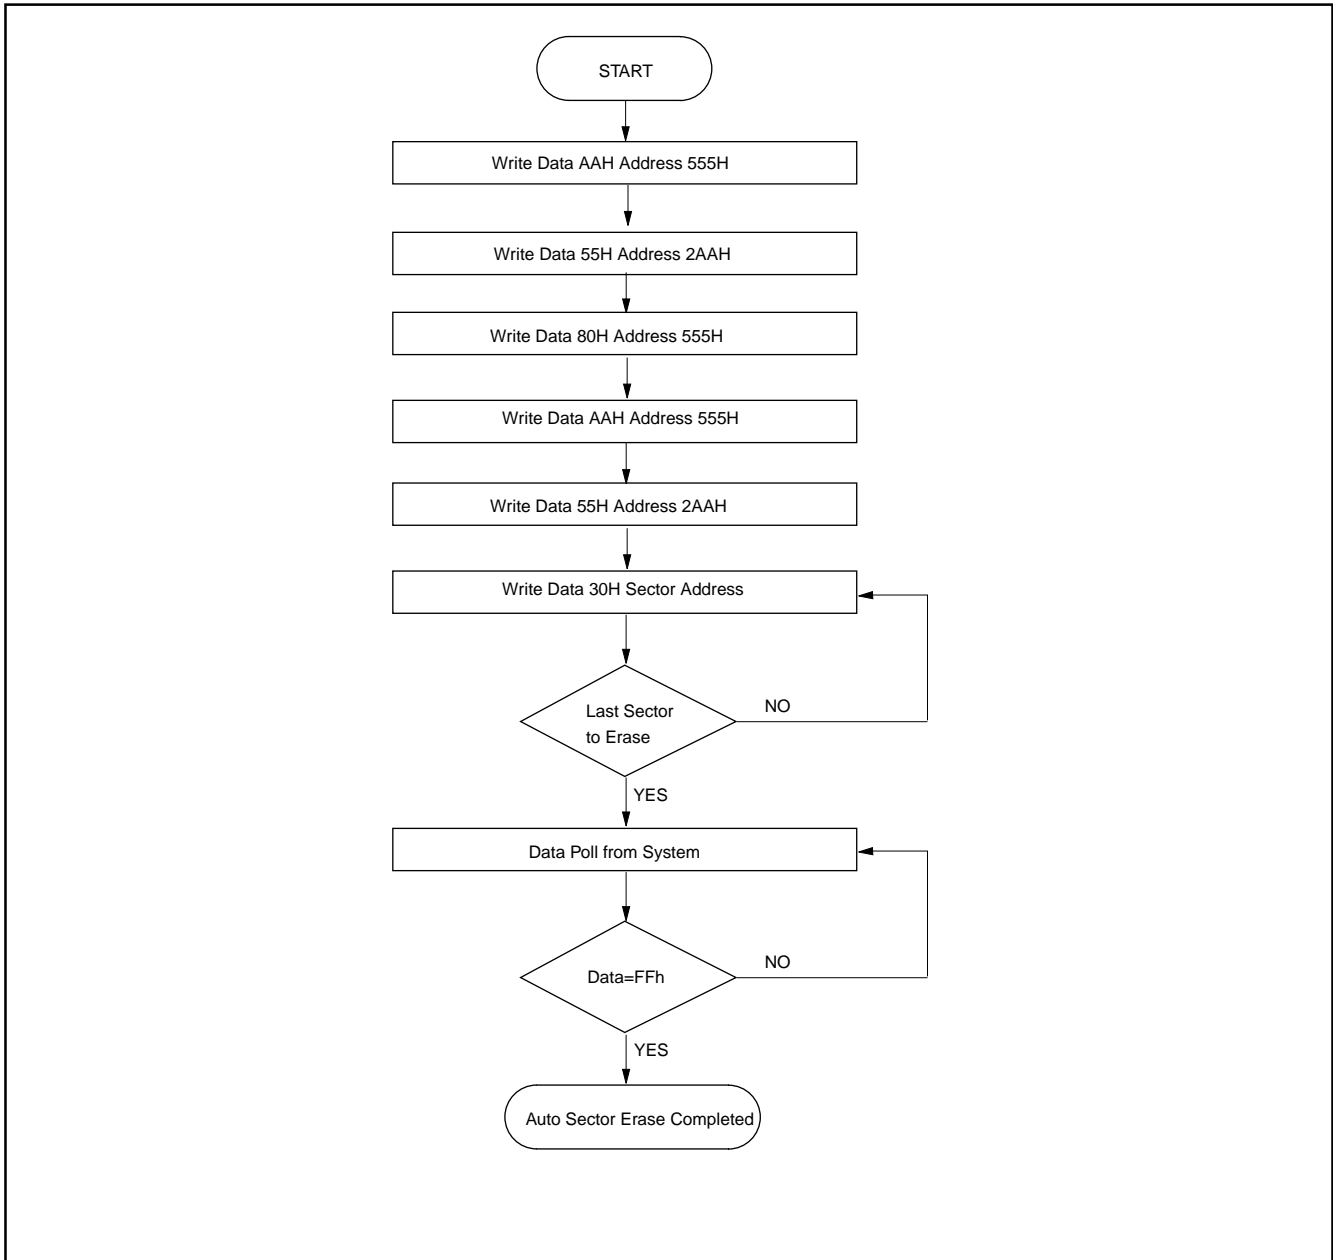 START
Write Data AAH Address 555H
Write Data 55H Address 2AAH
Write Data 80H Address 555H
Write Data AAH Address 555H
Write Data 55H Address 2AAH
Write Data 30H Sector Address
Last Sector
to Erase
NO
YES
Data Poll from System
Data=FFh
NO
YES
Auto Sector Erase Completed